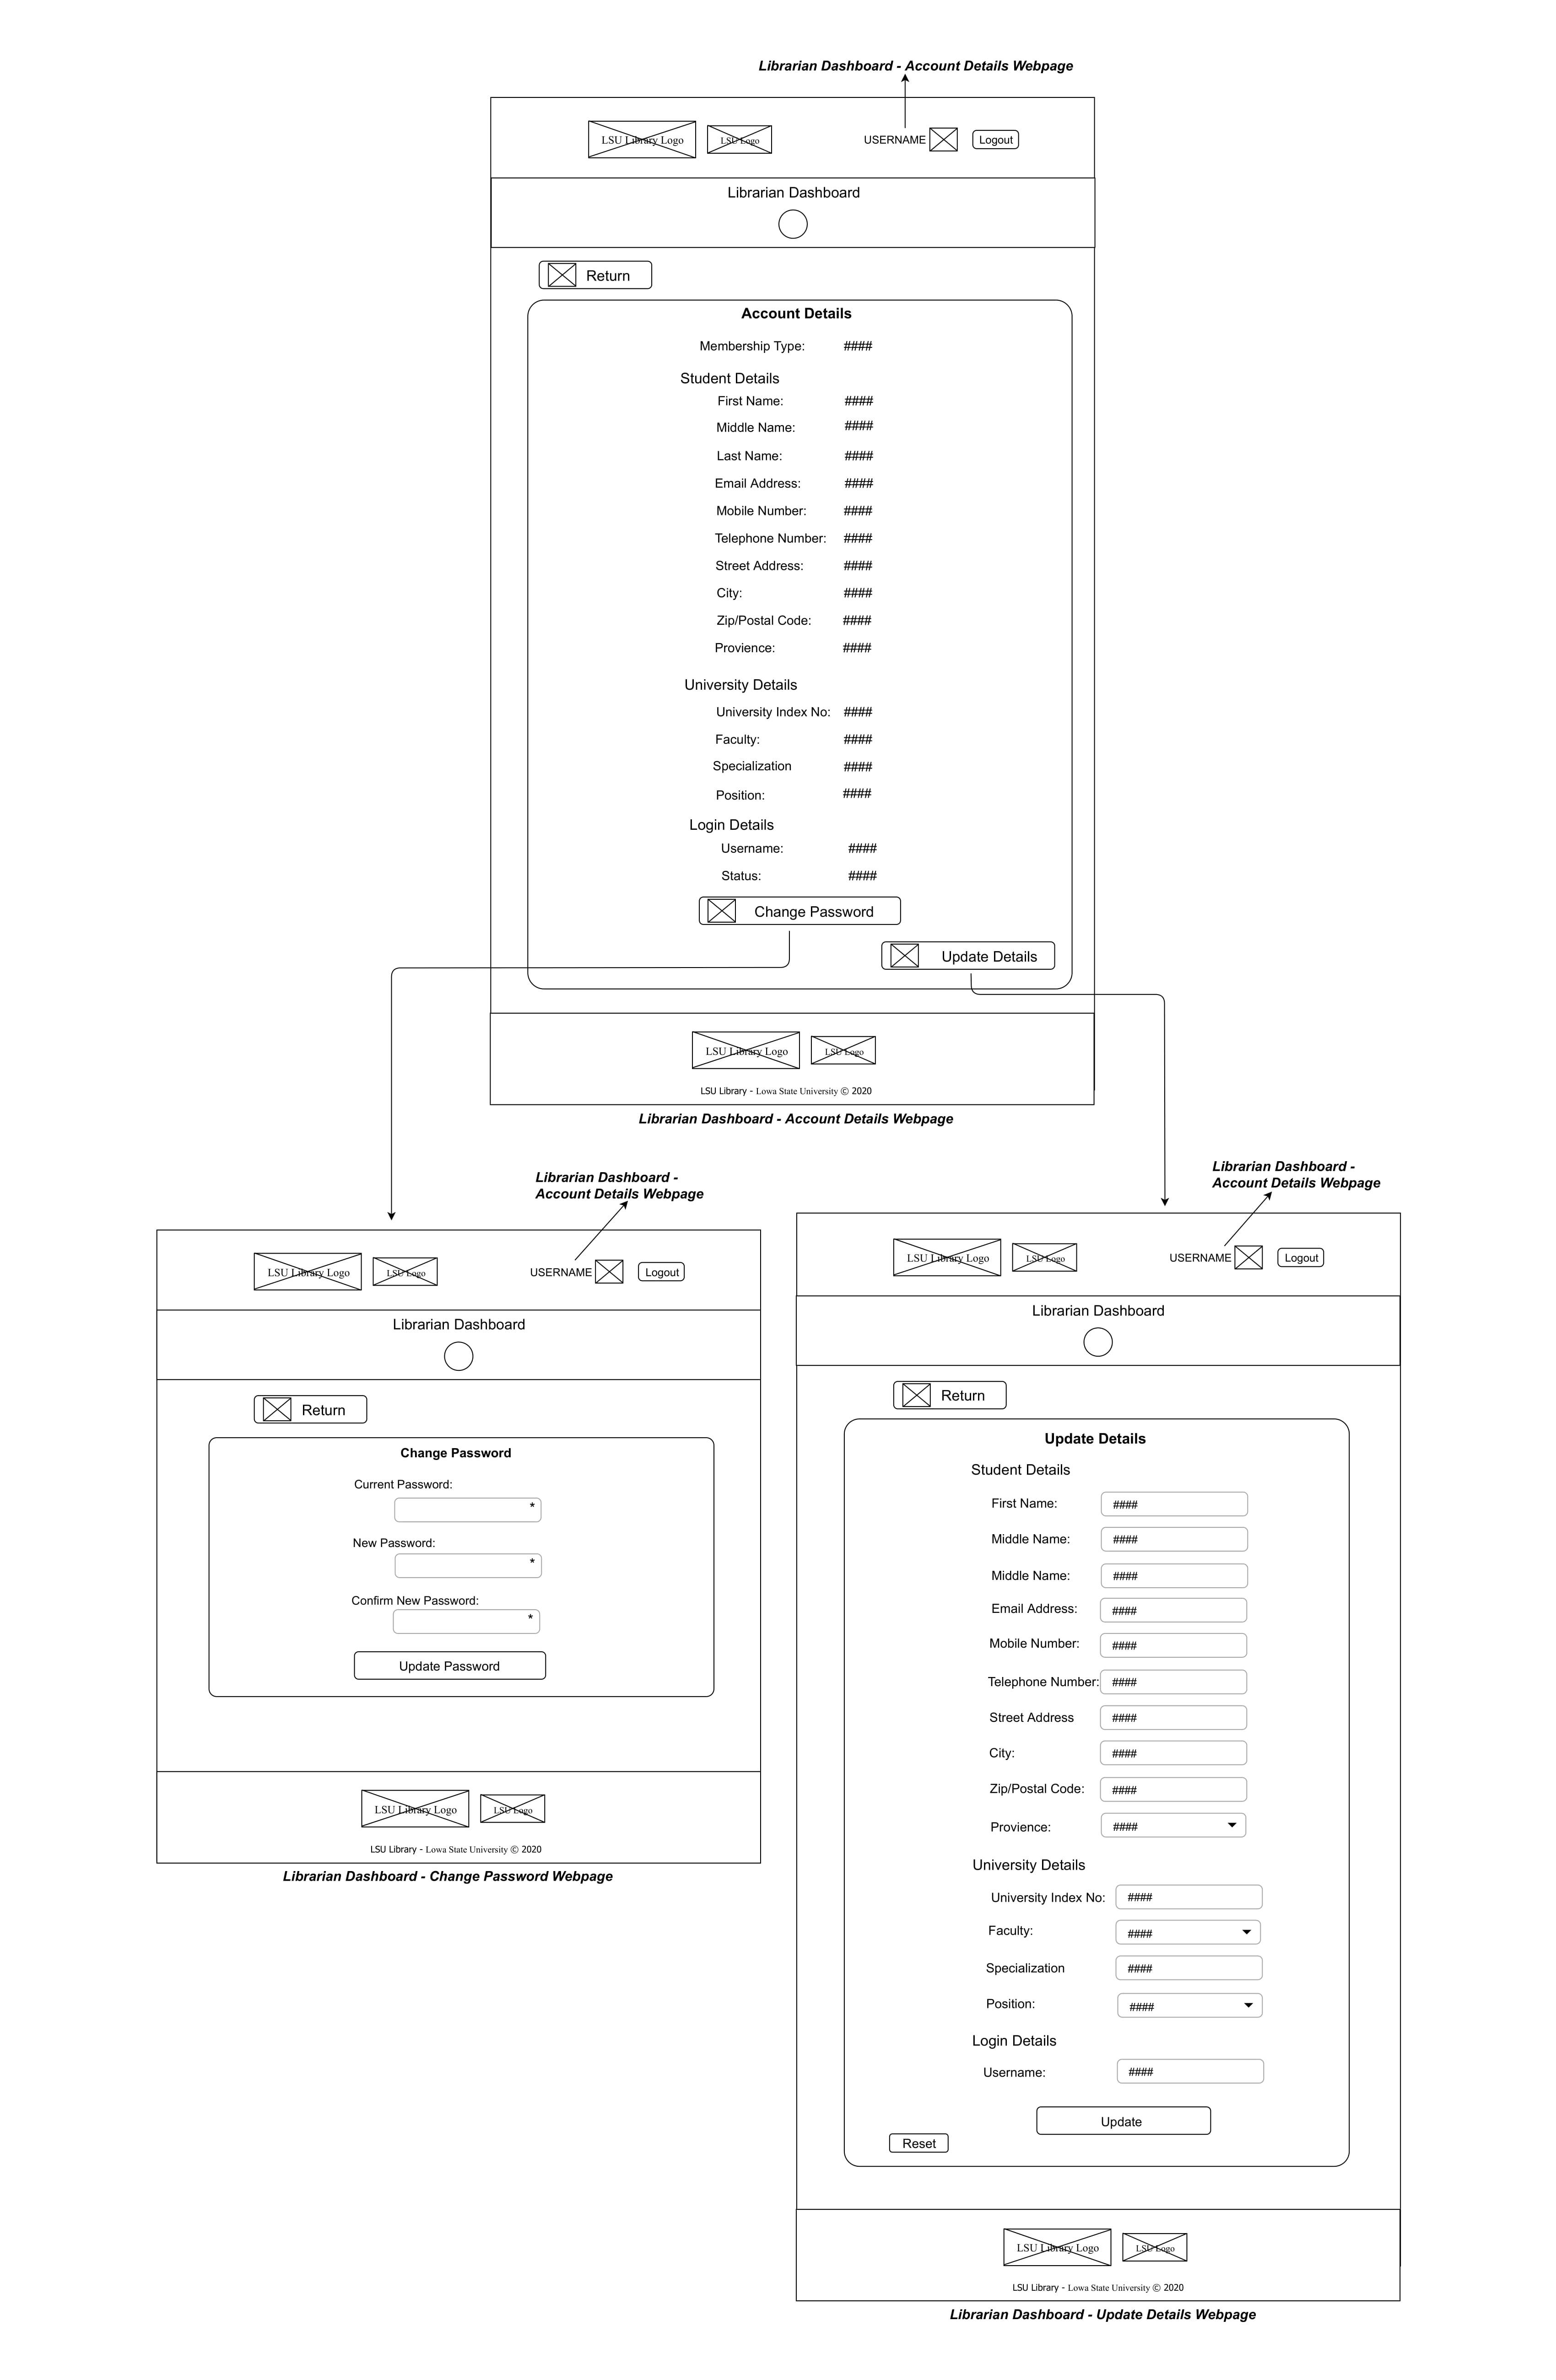 Librarian Dashboard - Account Details Webpage
LSU Library Logo
LSU Logo
USERNAME
Logout
Librarian Dashboard
Return
Account Details
Membership Type: ####
Student Details
First Name: ####
Middle Name: ####
Last Name: ####
Email Address: ####
Mobile Number: ####
Telephone Number: ####
Street Address: ####
City: ####
Zip/Postal Code: ####
Provience: ####
University Details
University Index No: ####
Faculty: ####
Specialization ####
Position: ####
Login Details
Username: ####
Status: ####
Change Password
Update Details
LSU Library Logo
LSU Logo
LSU Library - Lowa State University © 2020
Librarian Dashboard - Account Details Webpage
Librarian Dashboard -
Account Details Webpage
LSU Library Logo
LSU Logo
USERNAME
Logout
Librarian Dashboard
Return
Change Password
Current Password:
*
New Password:
*
Confirm New Password:
*
Update Password
LSU Library Logo
LSU Logo
LSU Library - Lowa State University © 2020
Librarian Dashboard - Change Password Webpage
Librarian Dashboard -
Account Details Webpage
LSU Library Logo
LSU Logo
USERNAME
Logout
Librarian Dashboard
Return
Update Details
Student Details
First Name: ####
Middle Name: ####
Middle Name: ####
Email Address: ####
Mobile Number: ####
Telephone Number: ####
Street Address ####
City: ####
Zip/Postal Code: ####
Provience: ####
University Details
University Index No: ####
Faculty: ####
Specialization ####
Position: ####
Login Details
Username: ####
Update
Reset
LSU Library Logo
LSU Logo
LSU Library - Lowa State University © 2020
Librarian Dashboard - Update Details Webpage